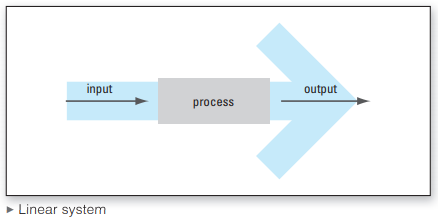 input
process
output
▸ Linear system